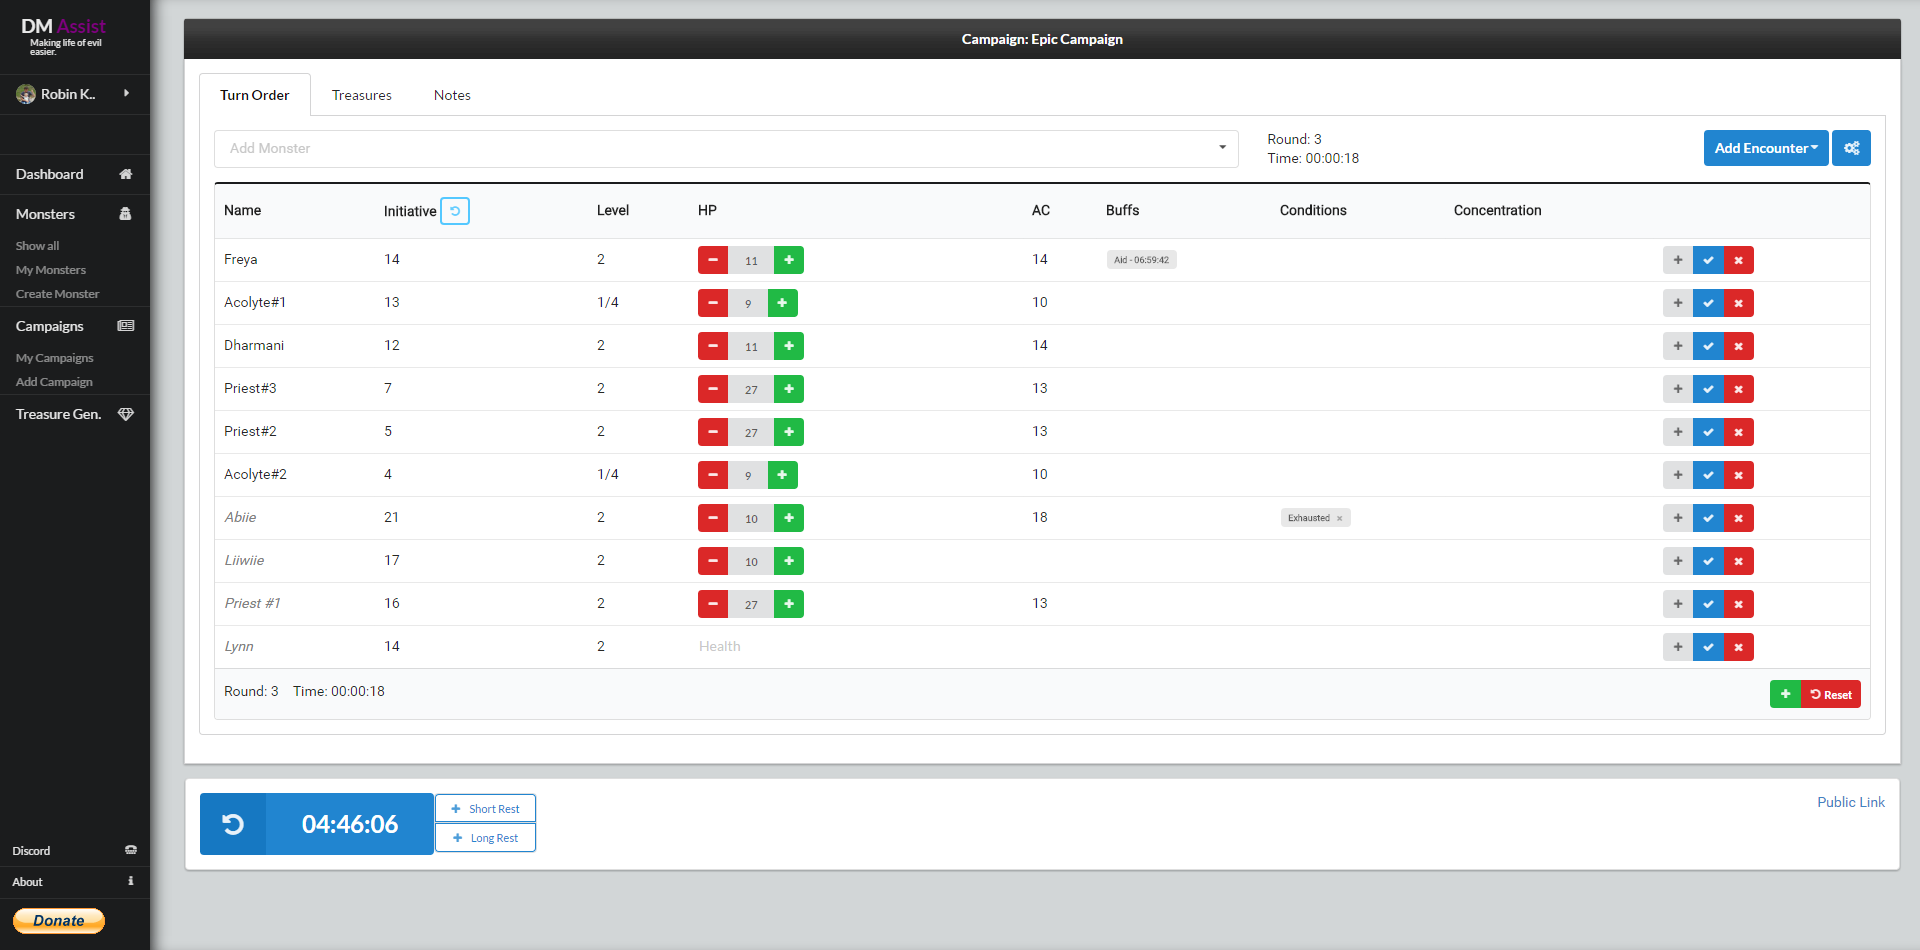 DM Assist
Making life of evil
easier.
Robin K..
Dashboard
Monsters
Show all
My Monsters
Create Monster
Campaigns
My Campaigns
Add Campaign
Treasure Gen.
Discord
About
Donate
Campaign: Epic Campaign
Turn Order Treasures Notes
Add Monster
Round: 3
Time: 00:00:18
Add Encounter
Name Initiative Level HP AC Buffs Conditions Concentration
Freya 14 2 11 14 Aid - 06:59:42
Acolyte#1 13 1/4 9 10
Dharmani 12 2 11 14
Priest#3 7 2 27 13
Priest#2 5 2 27 13
Acolyte#2 4 1/4 9 10
Abiie 21 2 10 18 Exhausted
Liiwiie 17 2 10
Priest #1 16 2 27 13
Lynn 14 2 Health
Round: 3 Time: 00:00:18 Reset
04:46:06
Short Rest
Long Rest
Public Link